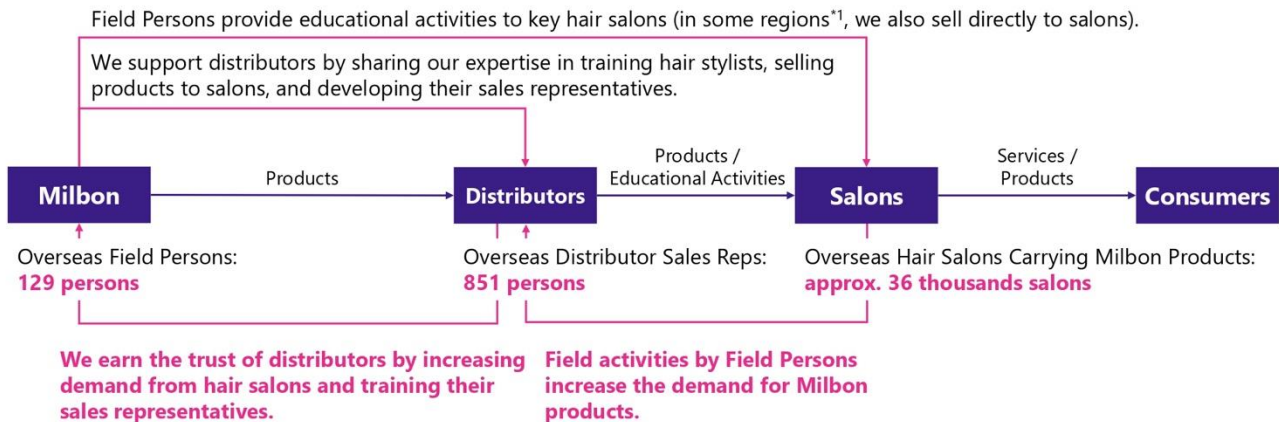 Field Persons provide educational activities to key hair salons (in some regions*1, we also sell directly to salons).
We support distributors by sharing our expertise in training hair stylists, selling
products to salons, and developing their sales representatives.
Milbon
Products
Distributors
Products /
Educational Activities
Salons
Services /
Products
Consumers
Overseas Field Persons:
129 persons
Overseas Distributor Sales Reps:
851 persons
Overseas Hair Salons Carrying Milbon Products:
approx. 36 thousands salons
We earn the trust of distributors by increasing
demand from hair salons and training their
sales representatives.
Field activities by Field Persons
increase the demand for Milbon
products.